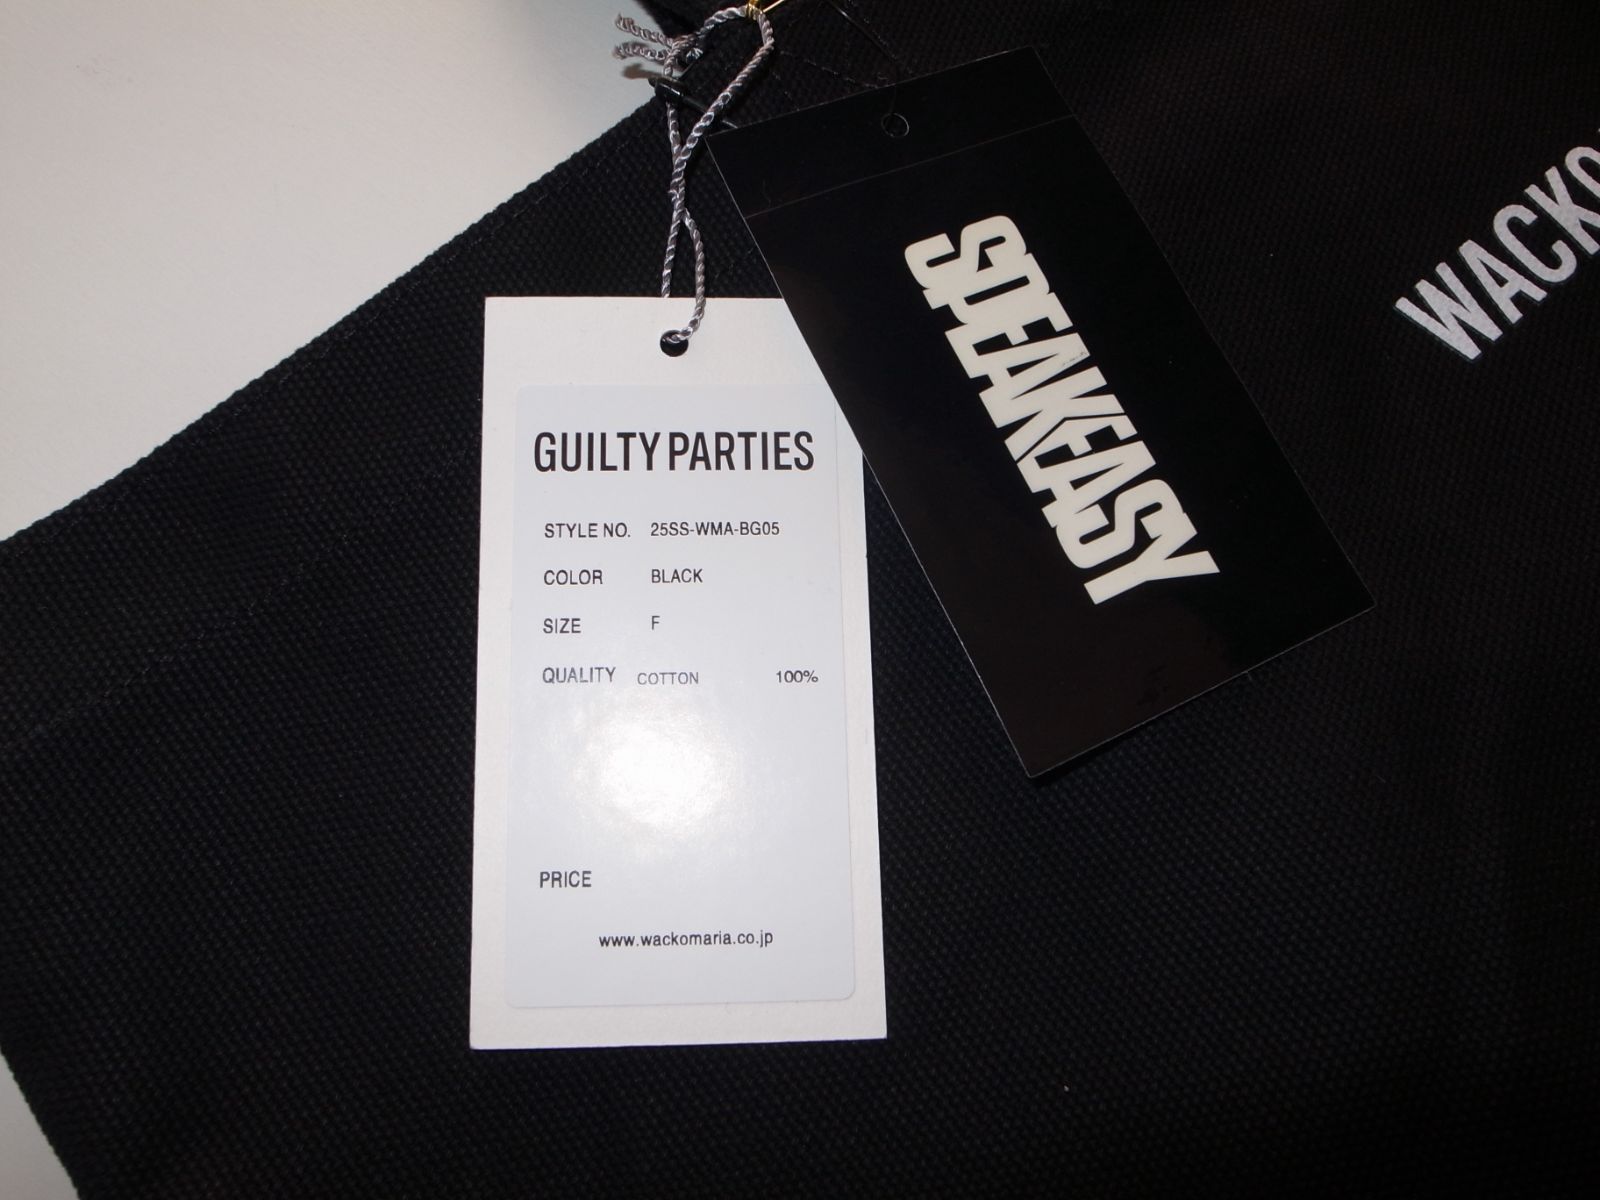 GUILTY PARTIES
STYLE NO. 25SS-WMA-BG05
COLOR BLACK
SIZE F
QUALITY COTTON 100%
PRICE
www.wackomaria.co.jp
SPEAKEASY
WACKO